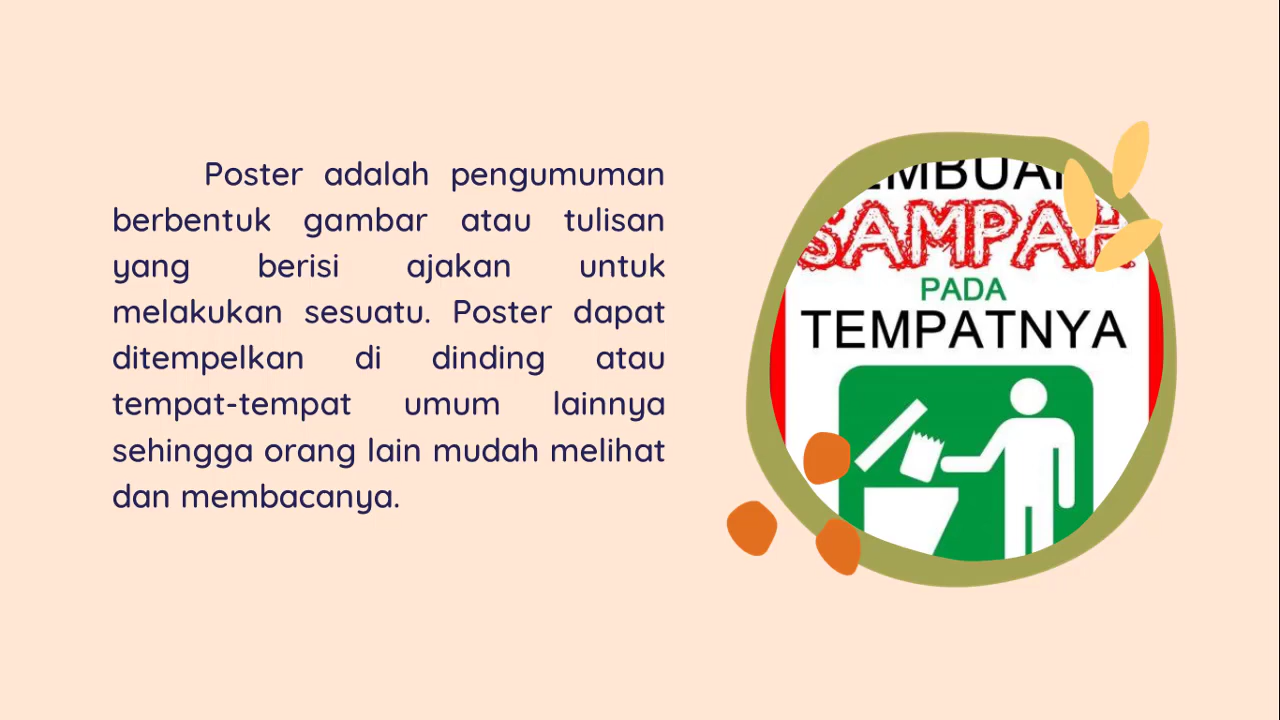 Poster adalah pengumuman
berbentuk gambar atau tulisan
yang berisi ajakan untuk
melakukan sesuatu. Poster dapat
ditempelkan di dinding atau
tempat-tempat umum lainnya
sehingga orang lain mudah melihat
dan membacanya.
SAMPAH
PADA
TEMPATNYA